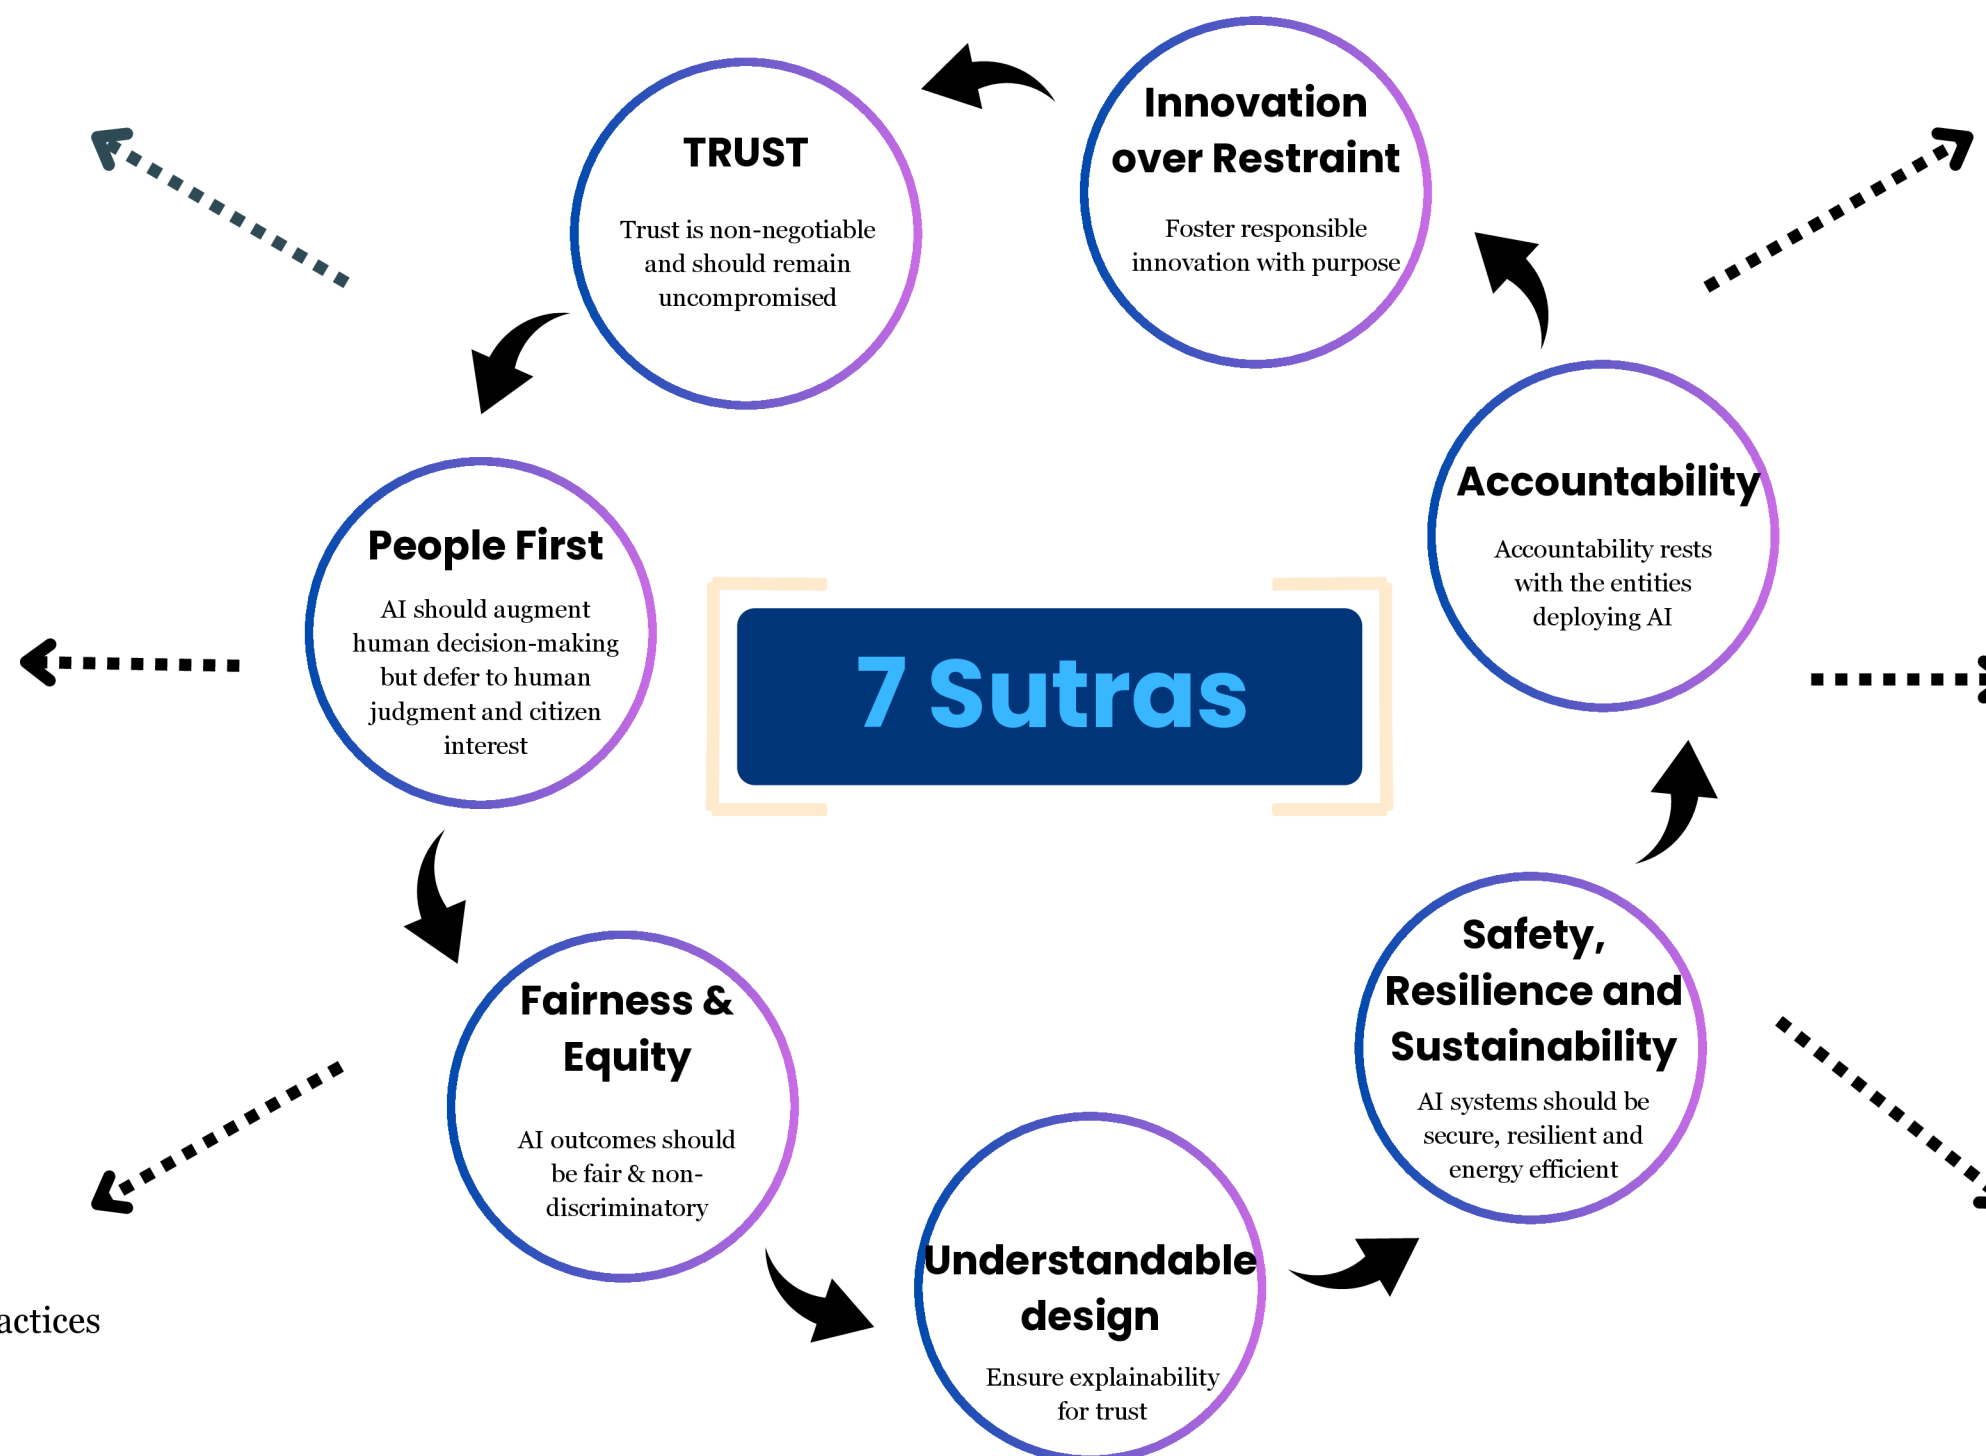 Innovation
over Restraint
Foster responsible
innovation with purpose
TRUST
Trust is non-negotiable
and should remain
uncompromised
People First
AI should augment
human decision-making
but defer to human
judgment and citizen
interest
7 Sutras
Accountability
Accountability rests
with the entities
deploying AI
Fairness &
Equity
AI outcomes should
be fair & non-
discriminatory
Safety,
Resilience and
Sustainability
AI systems should be
secure, resilient and
energy efficient
Understandable
design
Ensure explainability
for trust
actices